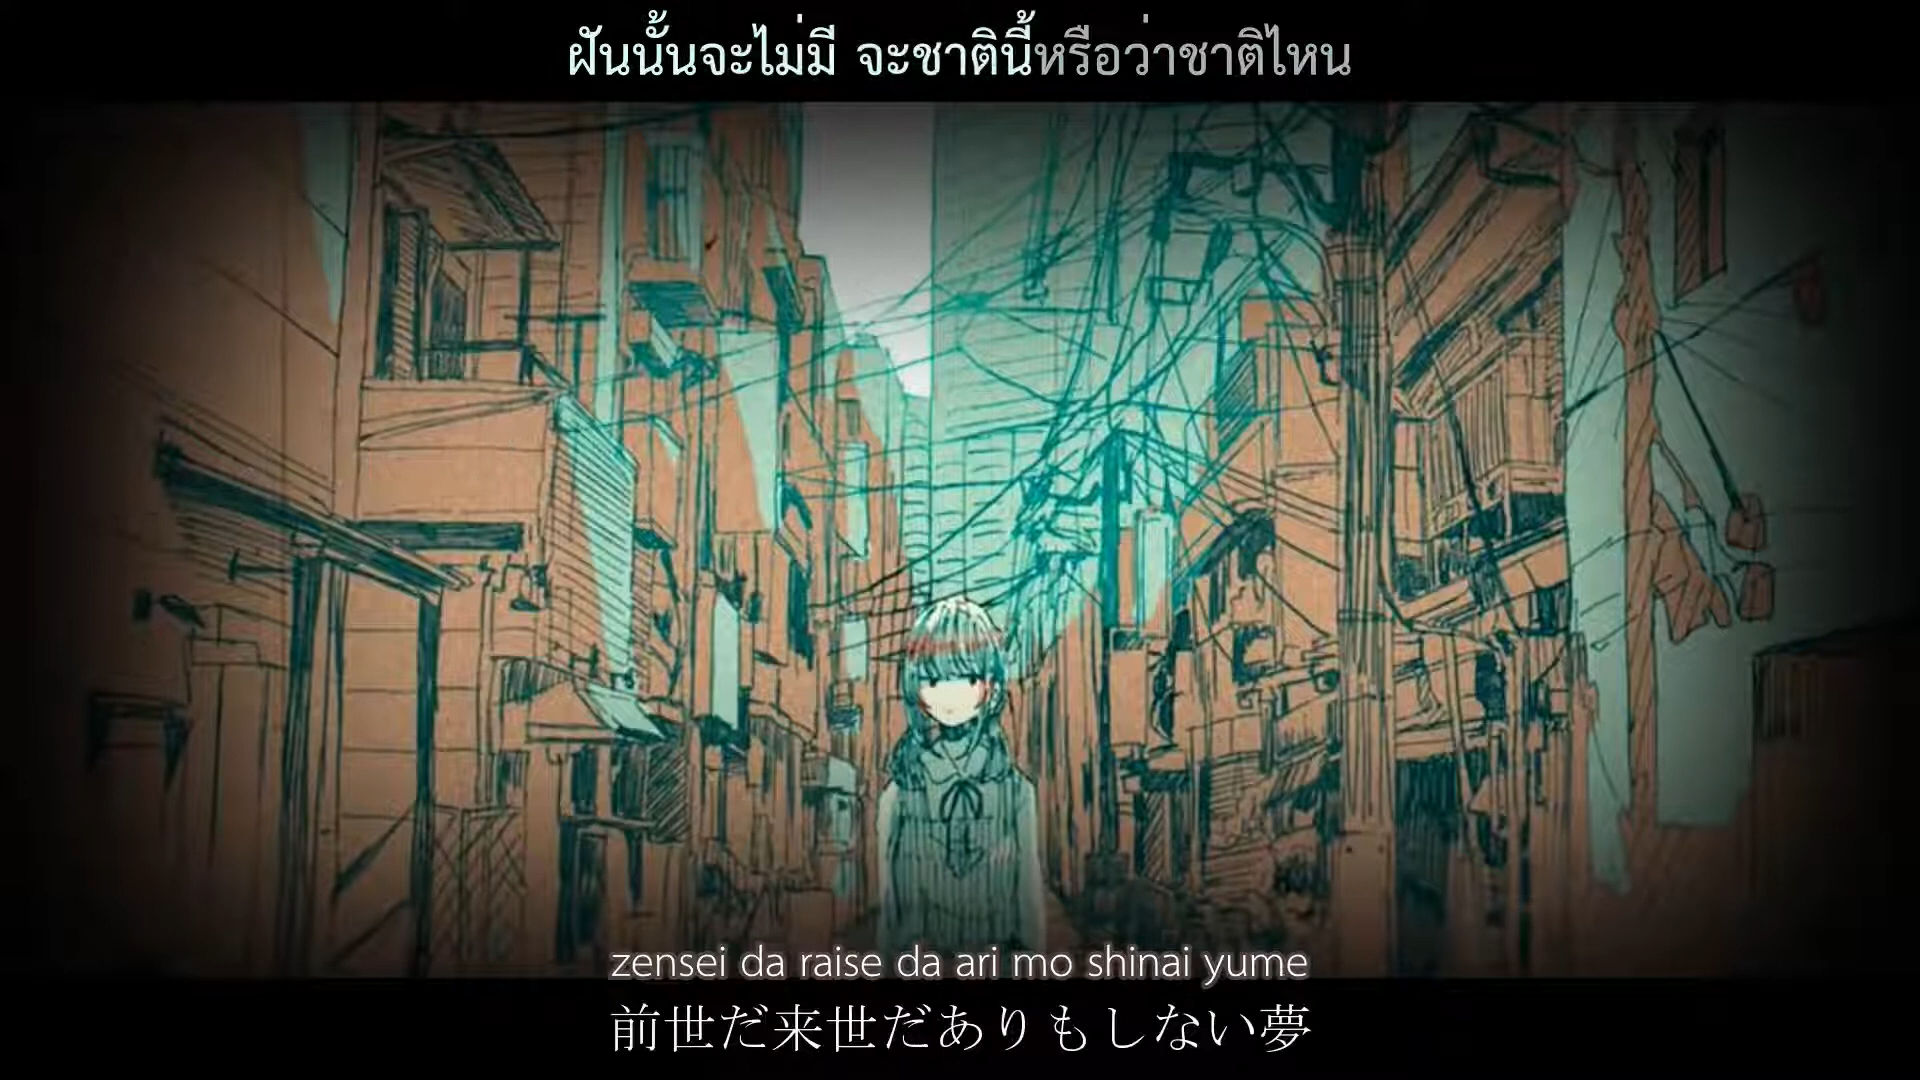 ฝันนั้นจะไม่มี จะชาตินี้หรือว่าชาติไหน
zensei da raise da ari mo shinai yume
前世だ来世だありもしない夢